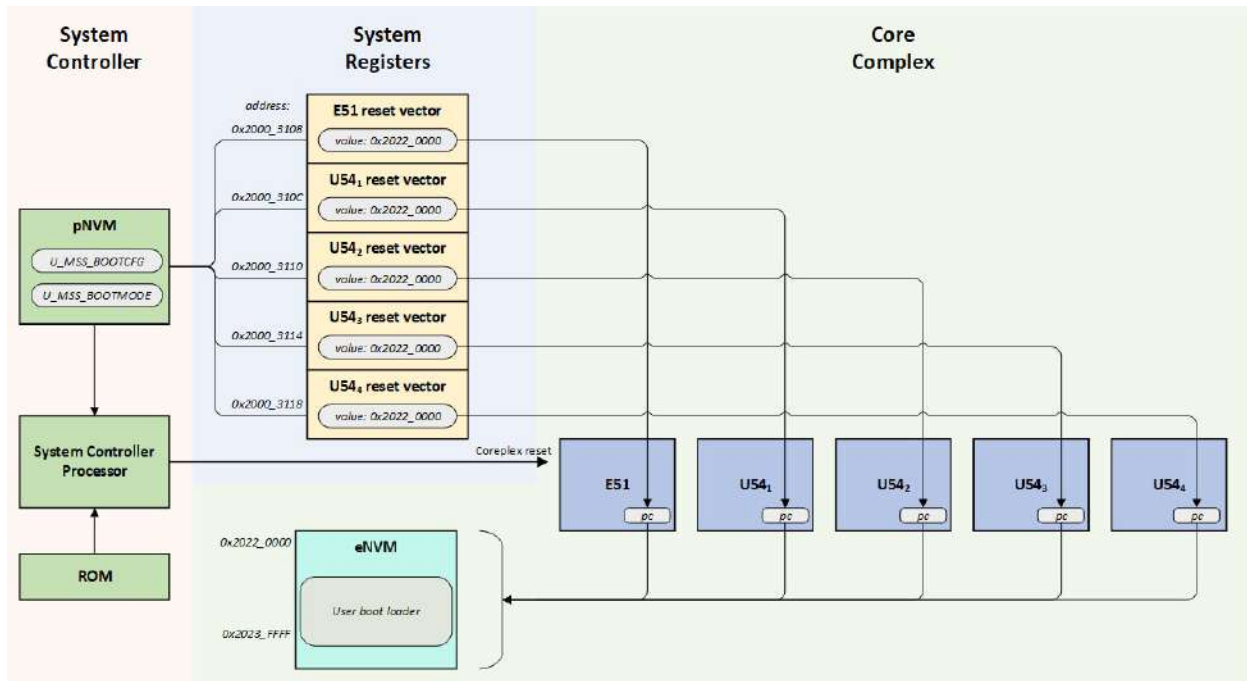 System
Controller
System
Registers
Core
Complex
address:
E51 reset vector
0x2000_3108
value: 0x2022_0000
U54₁ reset vector
0x2000_310C
value: 0x2022_0000
pNVM
U_MSS_BOOTCFG
U_MSS_BOOTMODE
U54₂ reset vector
0x2000_3110
value: 0x2022_0000
U54₃ reset vector
0x2000_3114
value: 0x2022_0000
U54₄ reset vector
0x2000_3118
value: 0x2022_0000
System Controller
Processor
Coreplex reset
E51
pc
U54₁
pc
U54₂
pc
U54₃
pc
U54₄
pc
0x2022_0000
eNVM
User boot loader
0x2023_FFFF
ROM